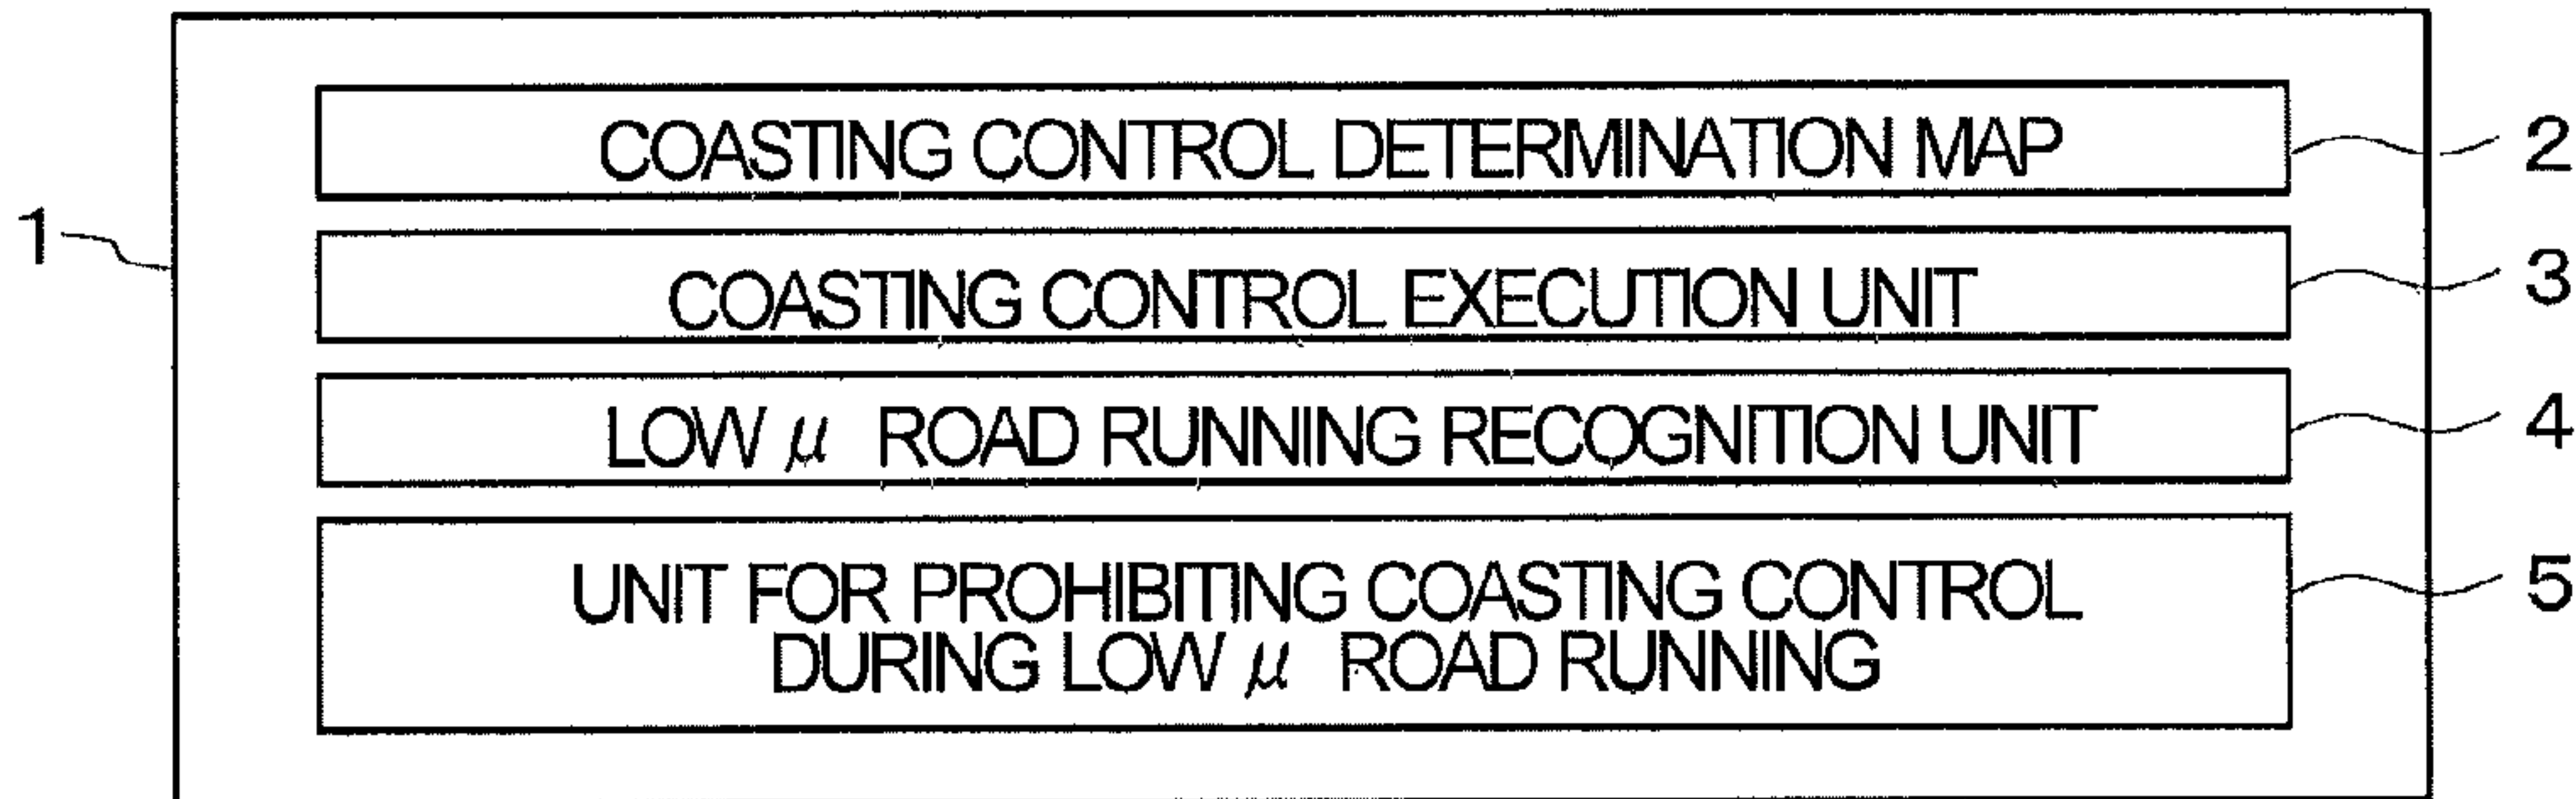 COASTING CONTROL DETERMINATION MAP 2
1
COASTING CONTROL EXECUTION UNIT 3
LOW μ ROAD RUNNING RECOGNITION UNIT 4
UNIT FOR PROHIBITING COASTING CONTROL 5
DURING LOW μ ROAD RUNNING